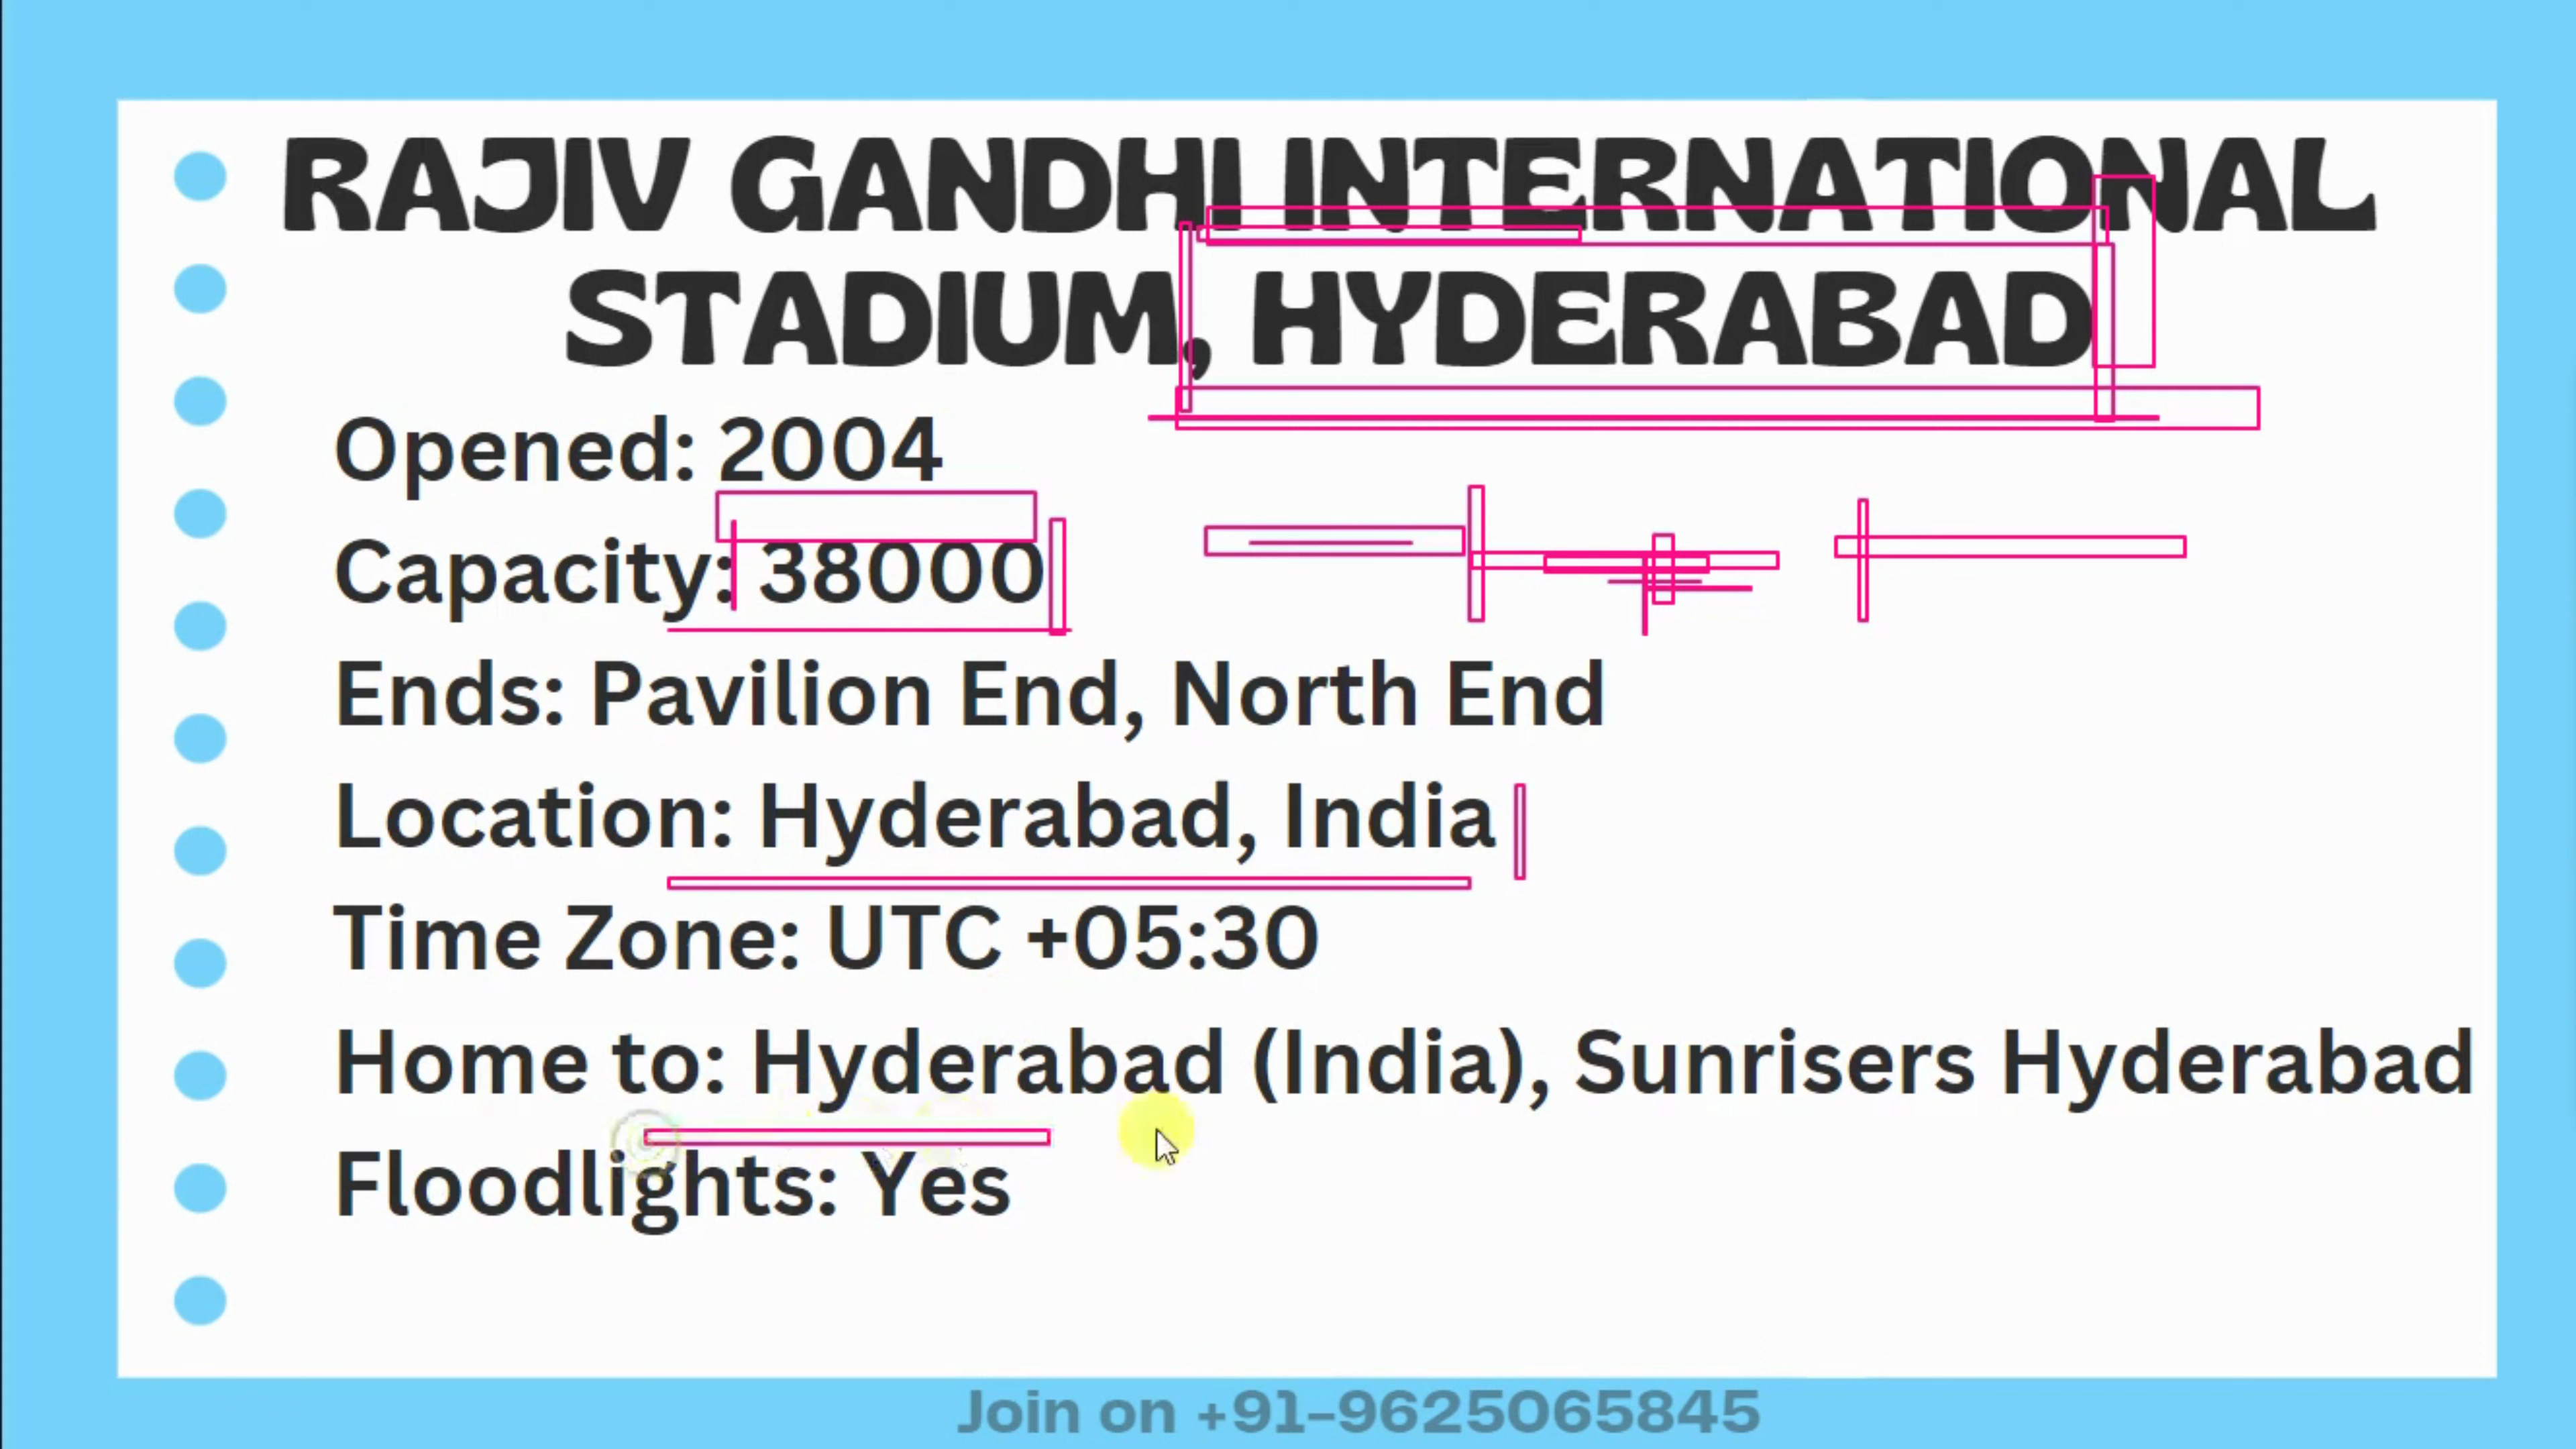 RAJIV GANDHI INTERNATIONAL
STADIUM, HYDERABAD
Opened: 2004
Capacity: 38000
Ends: Pavilion End, North End
Location: Hyderabad, India
Time Zone: UTC +05:30
Home to: Hyderabad (India), Sunrisers Hyderabad
Floodlights: Yes
Join on +91-9625065845